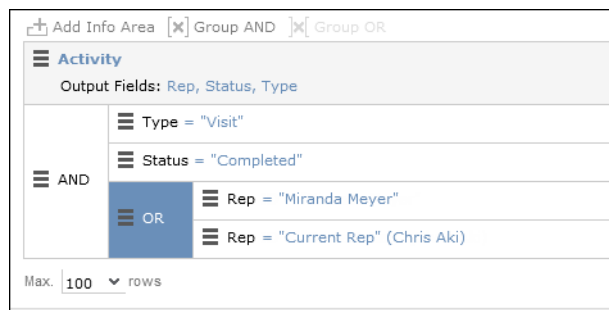 Add Info Area [x] Group AND ]x[ Group OR
Activity
Output Fields: Rep, Status, Type
AND
Type = "Visit"
Status = "Completed"
OR
Rep = "Miranda Meyer"
Rep = "Current Rep" (Chris Aki)
Max. 100 rows